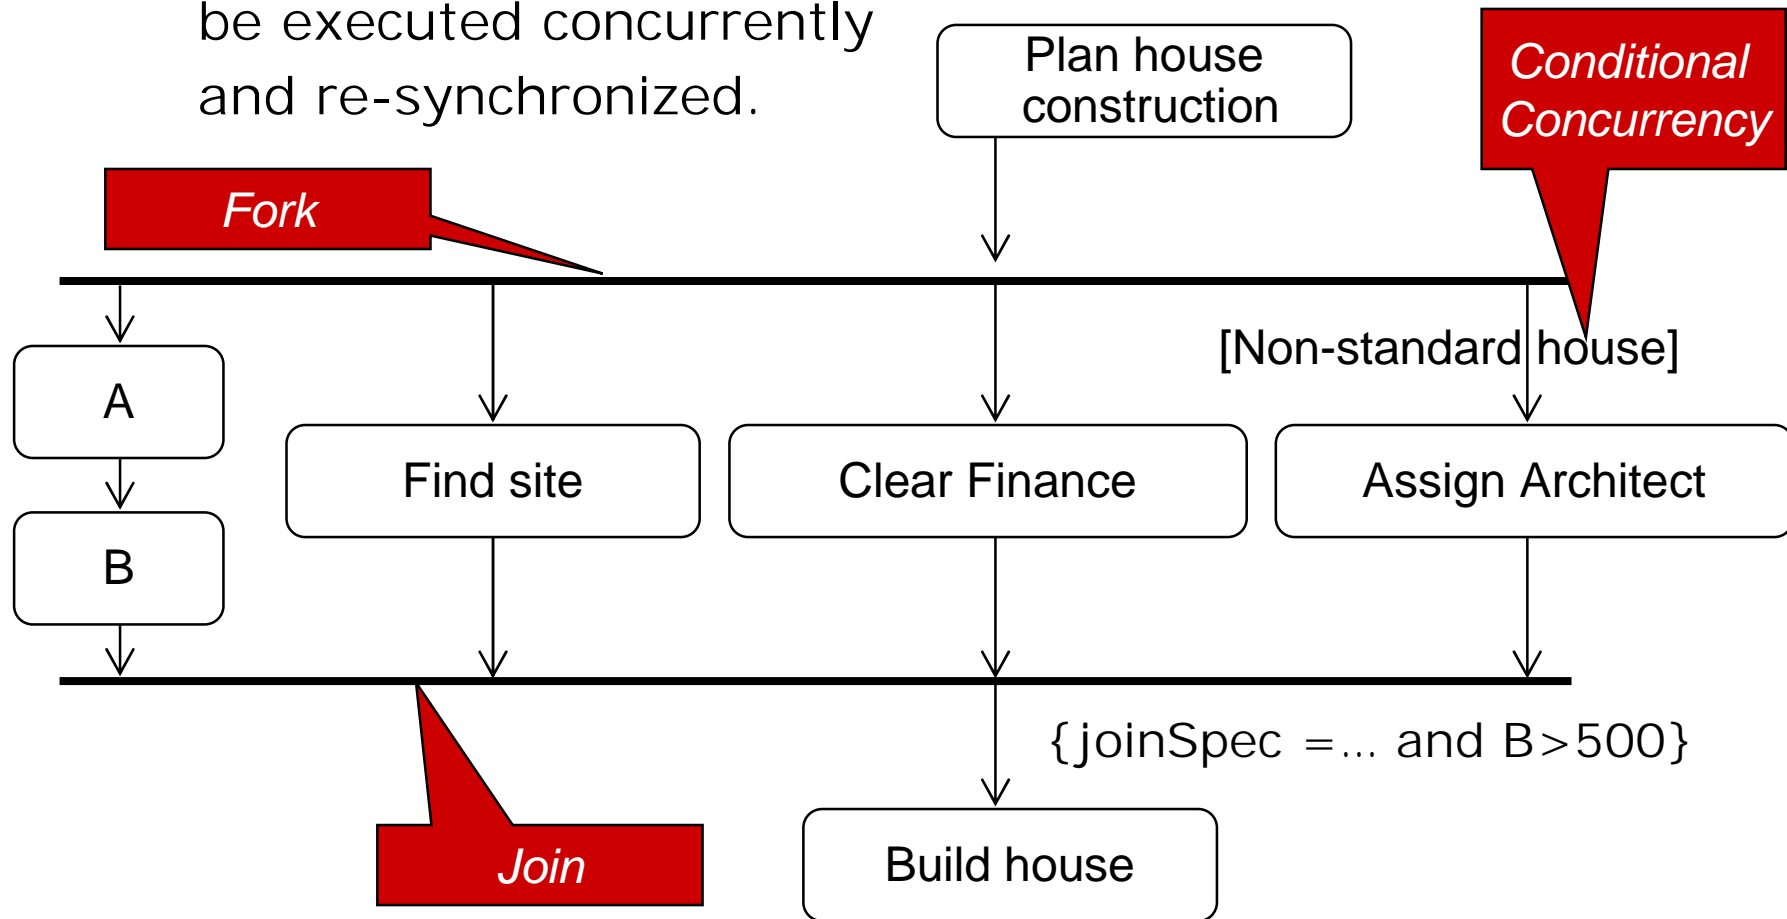 be executed concurrently
and re-synchronized.
Plan house
construction
Conditional
Concurrency
Fork
[Non-standard house]
A
Find site
Clear Finance
Assign Architect
B
{joinSpec =... and B>500}
Join
Build house